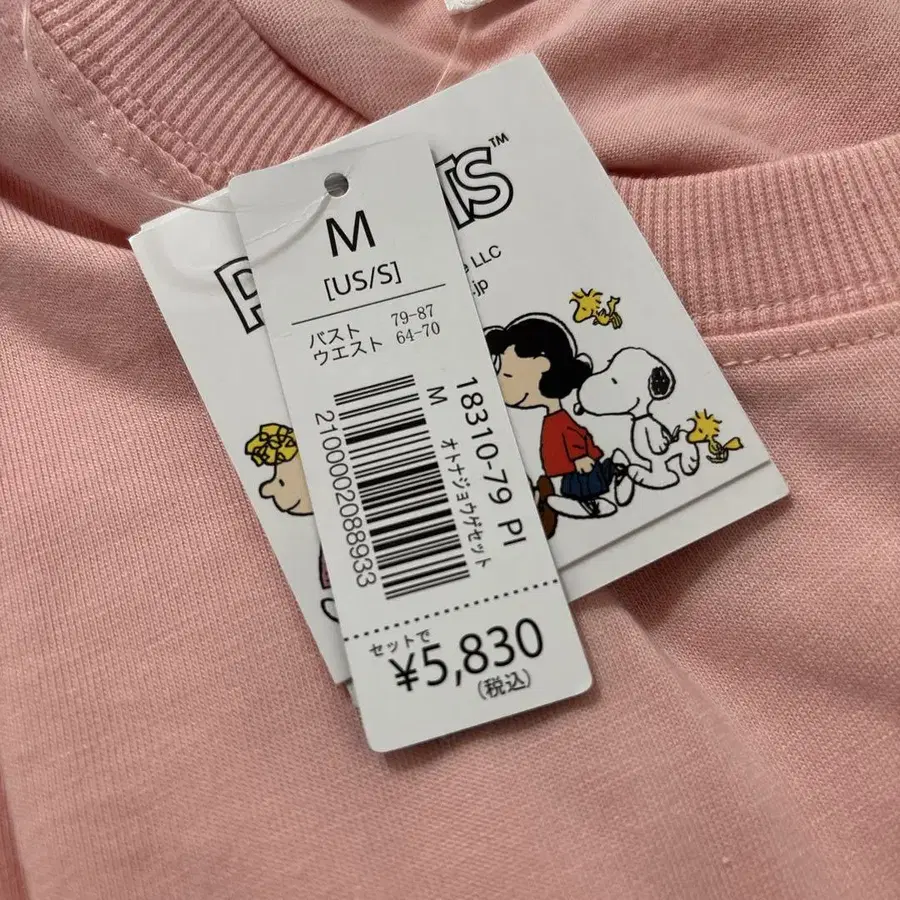 M
[US/S]
バスト 79-87
ウエスト 64-70
2100002088933
18310-79 PI
M オトナジョウゲセット
セットで
¥5,830
(税込)
TS™
LLC
.jp